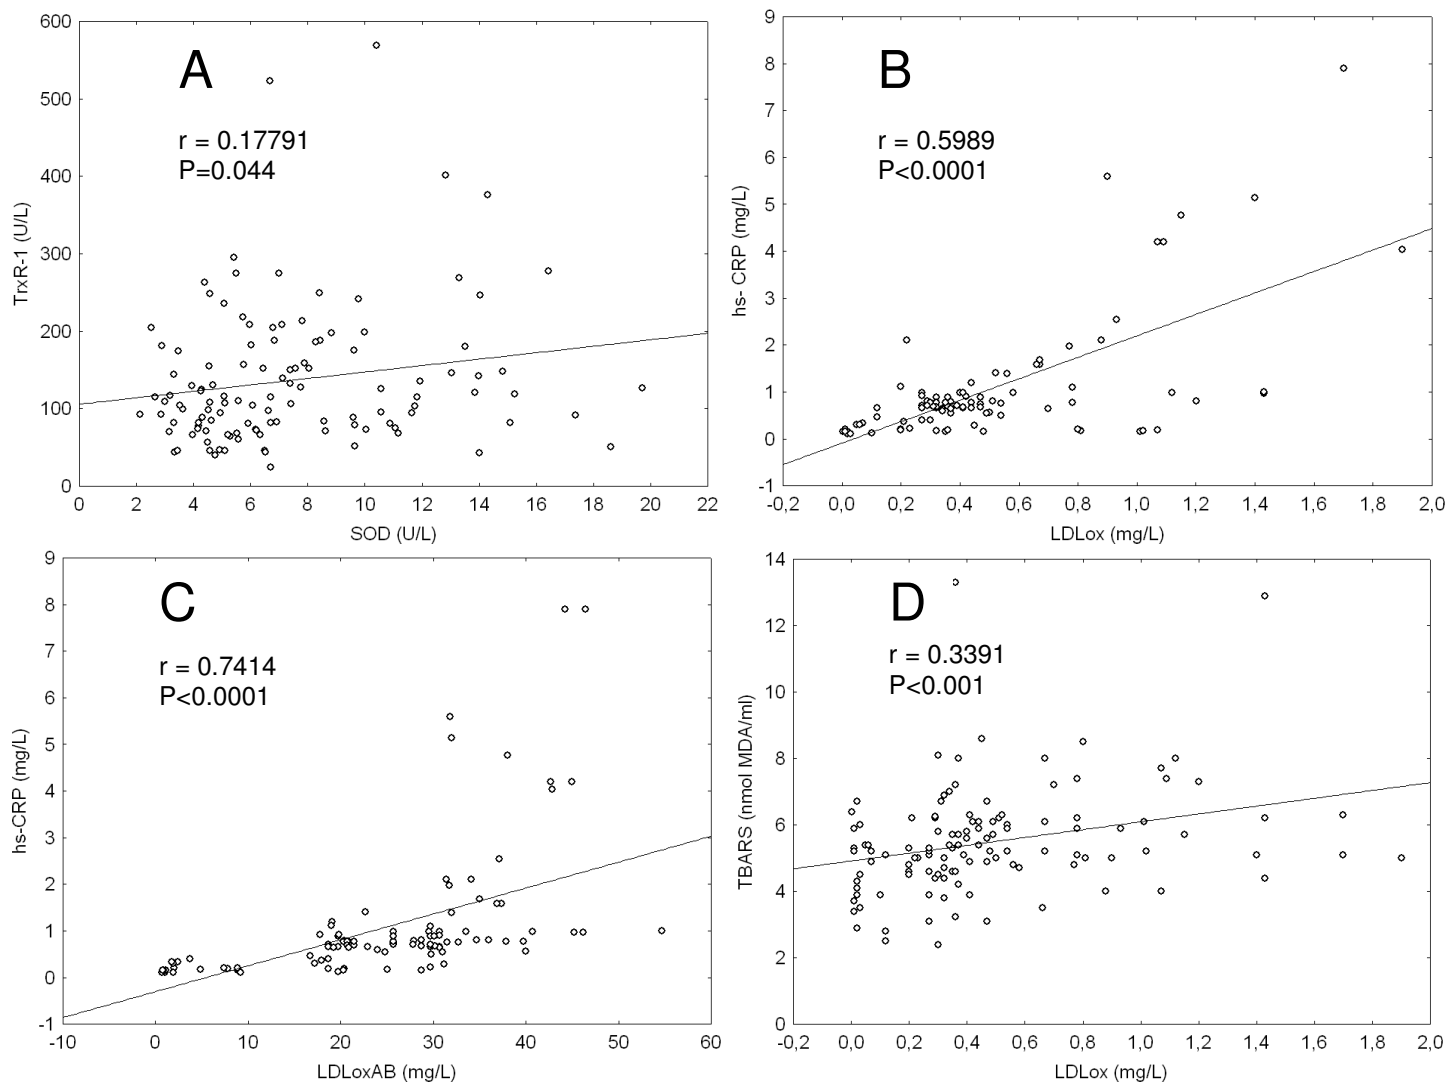 A
r = 0.17791
P=0.044
600
500
400
300
200
100
0
TrxR-1 (U/L)
0 2 4 6 8 10 12 14 16 18 20 22
SOD (U/L)
B
r = 0.5989
P<0.0001
9
8
7
6
5
4
3
2
1
0
-1
hs- CRP (mg/L)
-0,2 0,0 0,2 0,4 0,6 0,8 1,0 1,2 1,4 1,6 1,8 2,0
LDLox (mg/L)
C
r = 0.7414
P<0.0001
9
8
7
6
5
4
3
2
1
0
-1
hs-CRP (mg/L)
-10 0 10 20 30 40 50 60
LDLoxAB (mg/L)
D
r = 0.3391
P<0.001
14
12
10
8
6
4
2
0
TBARS (nmol MDA/ml)
-0,2 0,0 0,2 0,4 0,6 0,8 1,0 1,2 1,4 1,6 1,8 2,0
LDLox (mg/L)